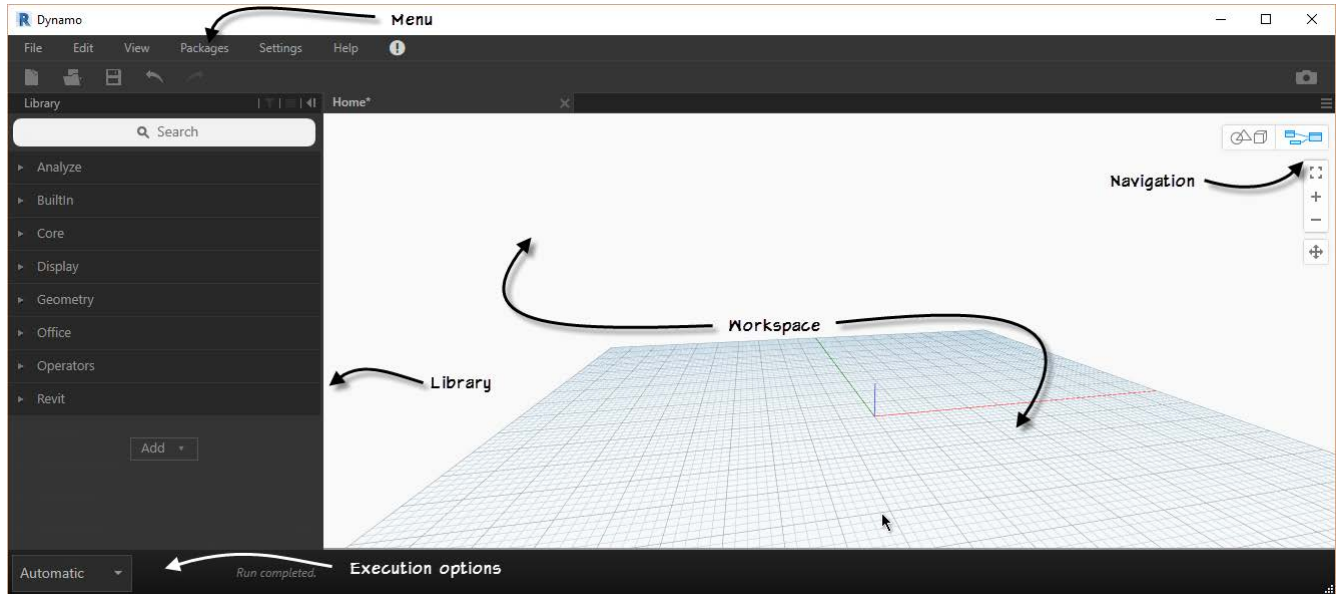 R Dynamo
Menu
File Edit View Packages Settings Help
Library
Home*
Search
Analyze
BuiltIn
Core
Display
Geometry
Office
Operators
Revit
Add
Navigation
Workspace
Library
Automatic
Run completed.
Execution options